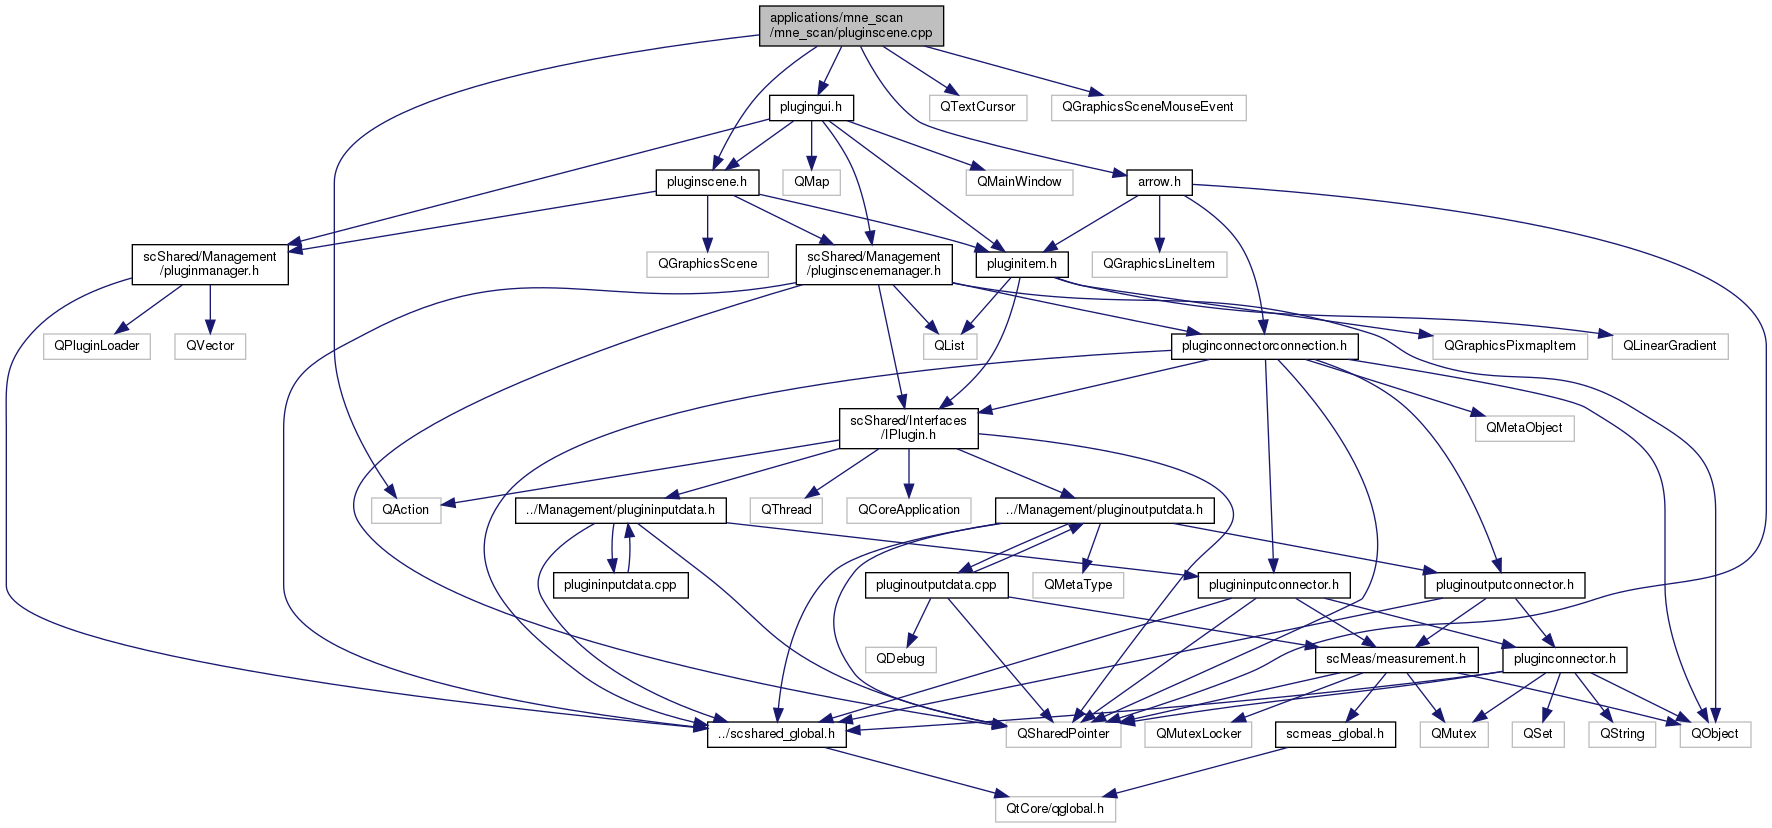 applications/mne_scan
/mne_scan/pluginscene.cpp
plugingui.h
QTextCursor
QGraphicsSceneMouseEvent
pluginscene.h
QMap
QMainWindow
arrow.h
scShared/Management
/pluginmanager.h
QGraphicsScene
scShared/Management
/pluginscenemanager.h
pluginitem.h
QGraphicsLineItem
QPluginLoader
QVector
QList
pluginconnectorconnection.h
QGraphicsPixmapItem
QLinearGradient
scShared/Interfaces
/IPlugin.h
QMetaObject
QAction
../Management/plugininputdata.h
QThread
QCoreApplication
../Management/pluginoutputdata.h
plugininputdata.cpp
pluginoutputdata.cpp
QMetaType
plugininputconnector.h
pluginoutputconnector.h
QDebug
scMeas/measurement.h
pluginconnector.h
../scshared_global.h
QSharedPointer
QMutexLocker
scmeas_global.h
QMutex
QSet
QString
QObject
QtCore/qglobal.h